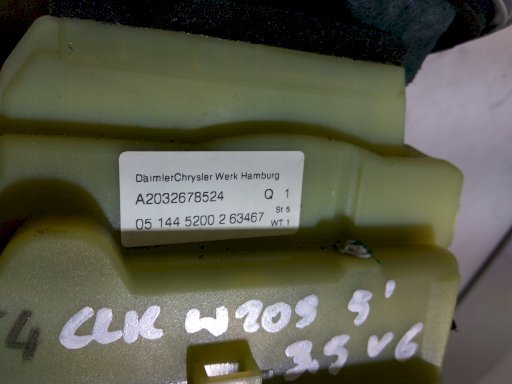 DaimlerChrysler Werk Hamburg
A2032678524 Q 1
St 5
05 144 5200 2 63467
WT 1
CLK W209 5'
3.5 V6